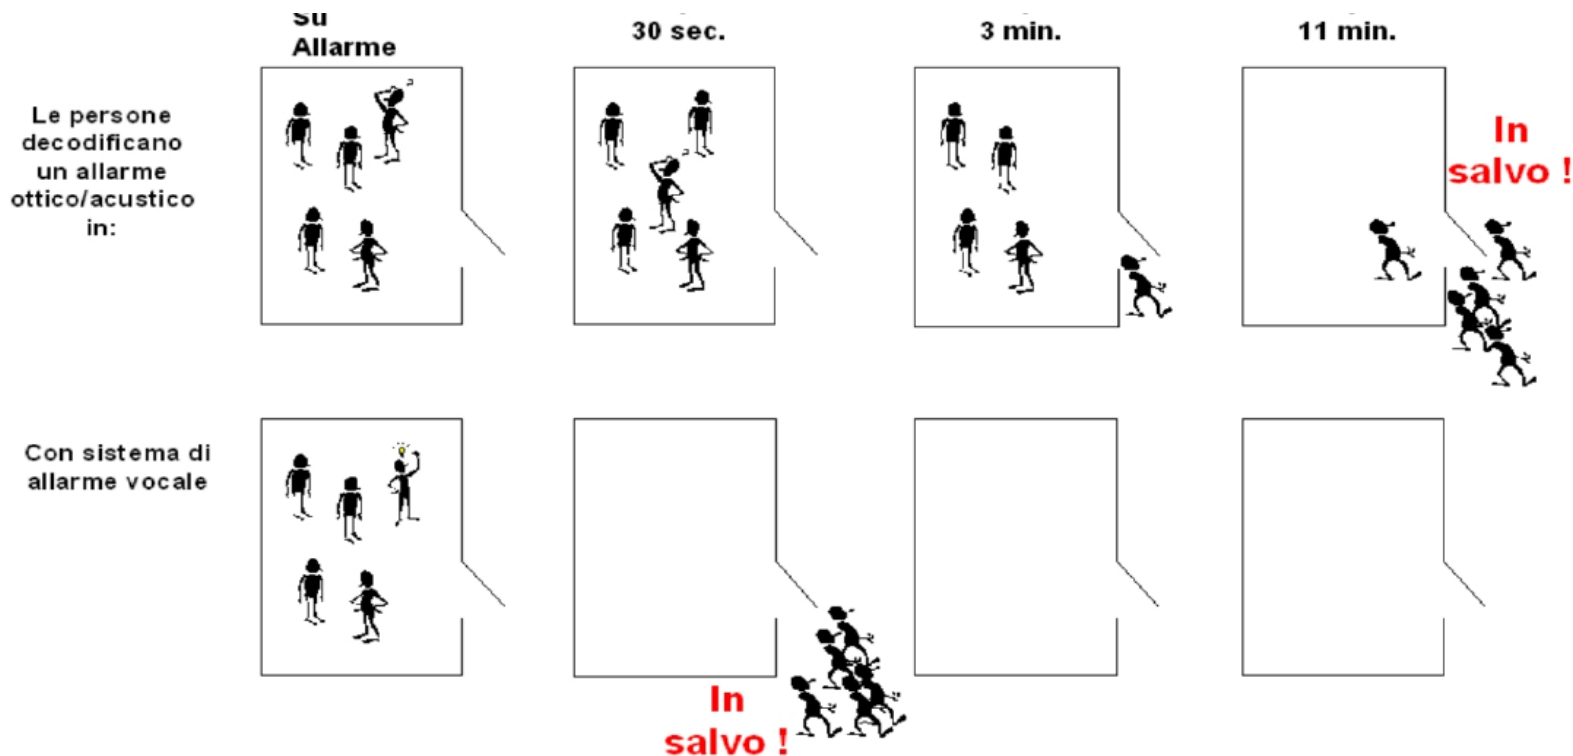 Su
Allarme
30 sec.
3 min.
11 min.
Le persone
decodificano
un allarme
ottico/acustico
in:
In
salvo !
Con sistema di
allarme vocale
In
salvo !